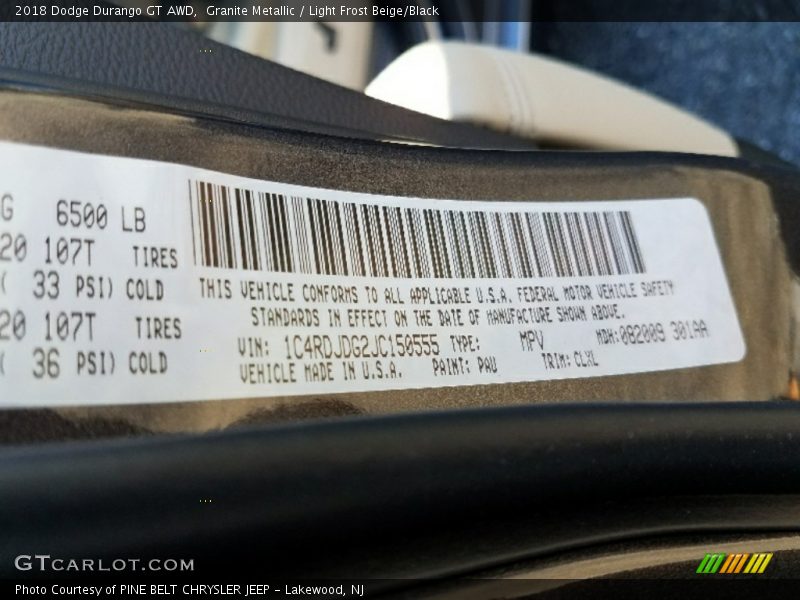 2018 Dodge Durango GT AWD, Granite Metallic / Light Frost Beige/Black
G 6500 LB
20 107T TIRES
( 33 PSI) COLD
20 107T TIRES
( 36 PSI) COLD
THIS VEHICLE CONFORMS TO ALL APPLICABLE U.S.A. FEDERAL MOTOR VEHICLE SAFETY
STANDARDS IN EFFECT ON THE DATE OF MANUFACTURE SHOWN ABOVE.
VIN: 1C4RDJDG2JC150555 TYPE: MPV MDH:082009 301AA
VEHICLE MADE IN U.S.A. PAINT: PAU TRIM: CLXL
GTCARLOT.COM
Photo Courtesy of PINE BELT CHRYSLER JEEP - Lakewood, NJ